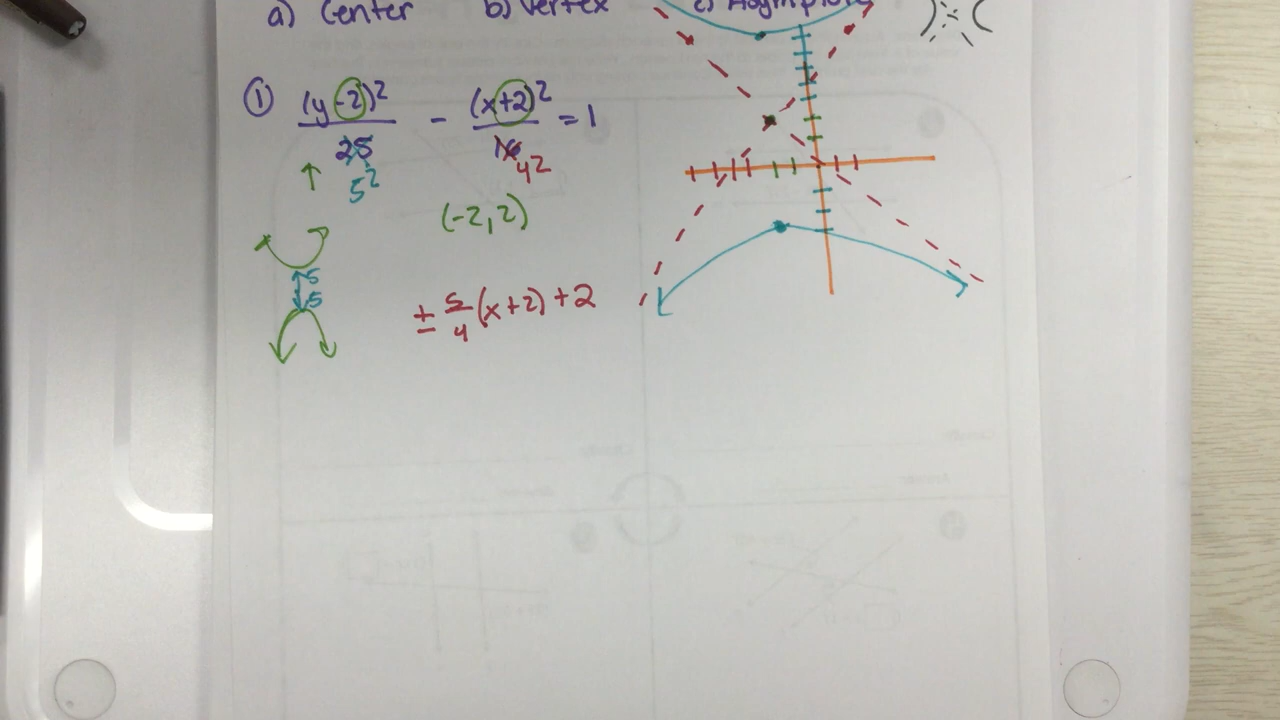 a) Center b) Vertex c) Asymptote
① (y-2)² / 25 - (x+2)² / 16 = 1
5² 4²
(-2,2)
5
5
± 5/4 (x+2) + 2